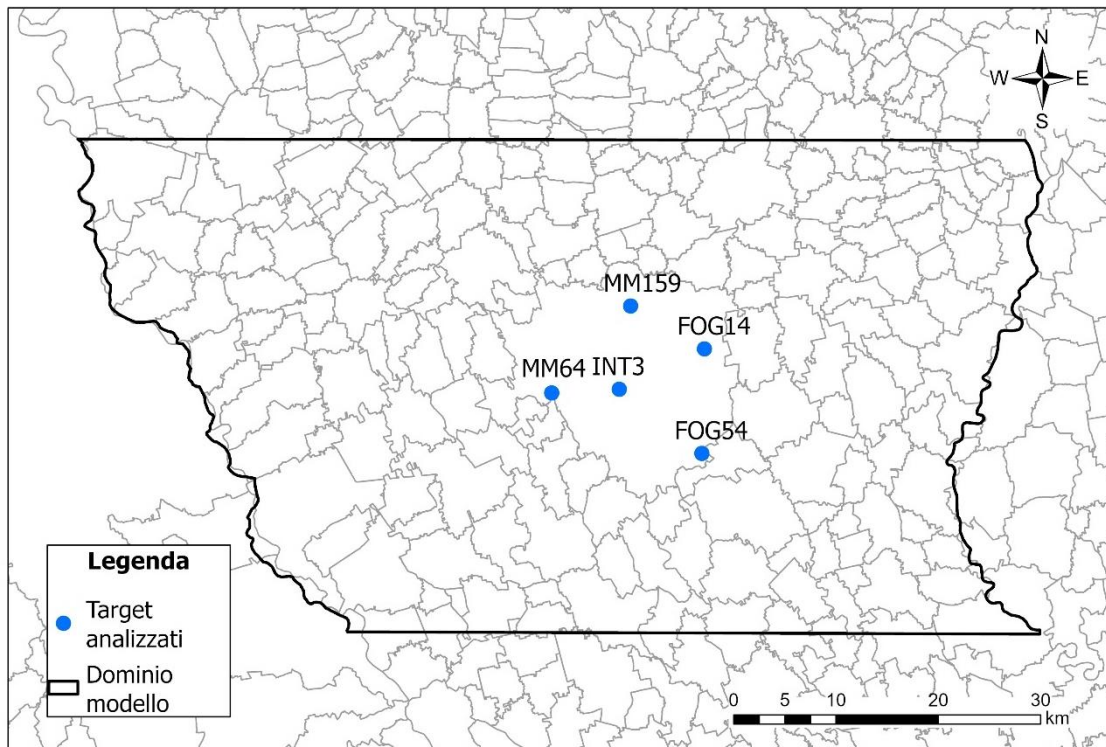 N
W E
S
MM159
FOG14
MM64 INT3
FOG54
Legenda
Target
analizzati
Dominio
modello
0 5 10 20 30
km